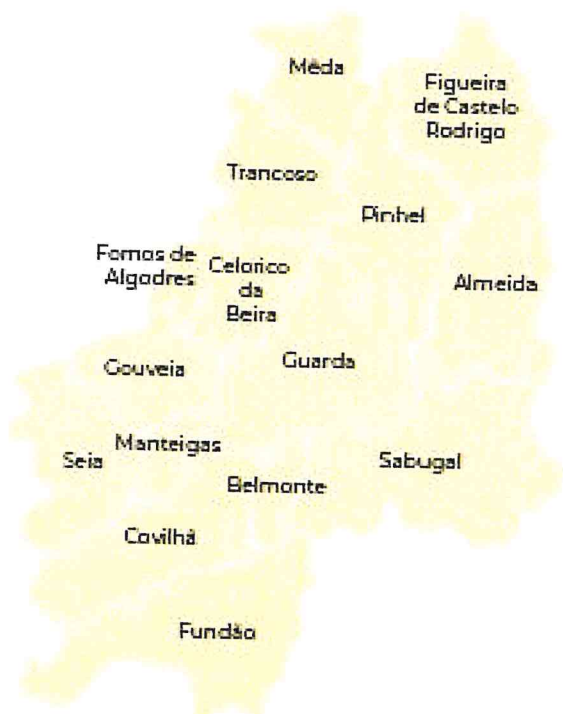 Mêda
Figueira
de Castelo
Rodrigo
Trancoso
Pinhel
Fornos de
Algodres
Celorico
da
Beira
Almeida
Guarda
Gouveia
Manteigas
Seia
Sabugal
Belmonte
Covilhã
Fundão